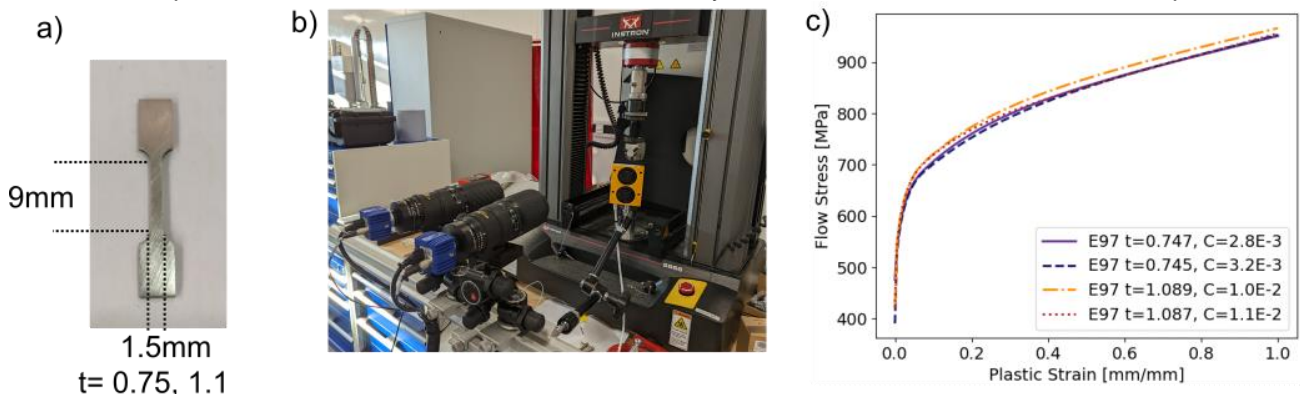 a)
9mm
1.5mm
t= 0.75, 1.1
b)
INSTRON
c)
Flow Stress [MPa]
900
800
700
600
500
400
0.0 0.2 0.4 0.6 0.8 1.0
Plastic Strain [mm/mm]
E97 t=0.747, C=2.8E-3
E97 t=0.745, C=3.2E-3
E97 t=1.089, C=1.0E-2
E97 t=1.087, C=1.1E-2